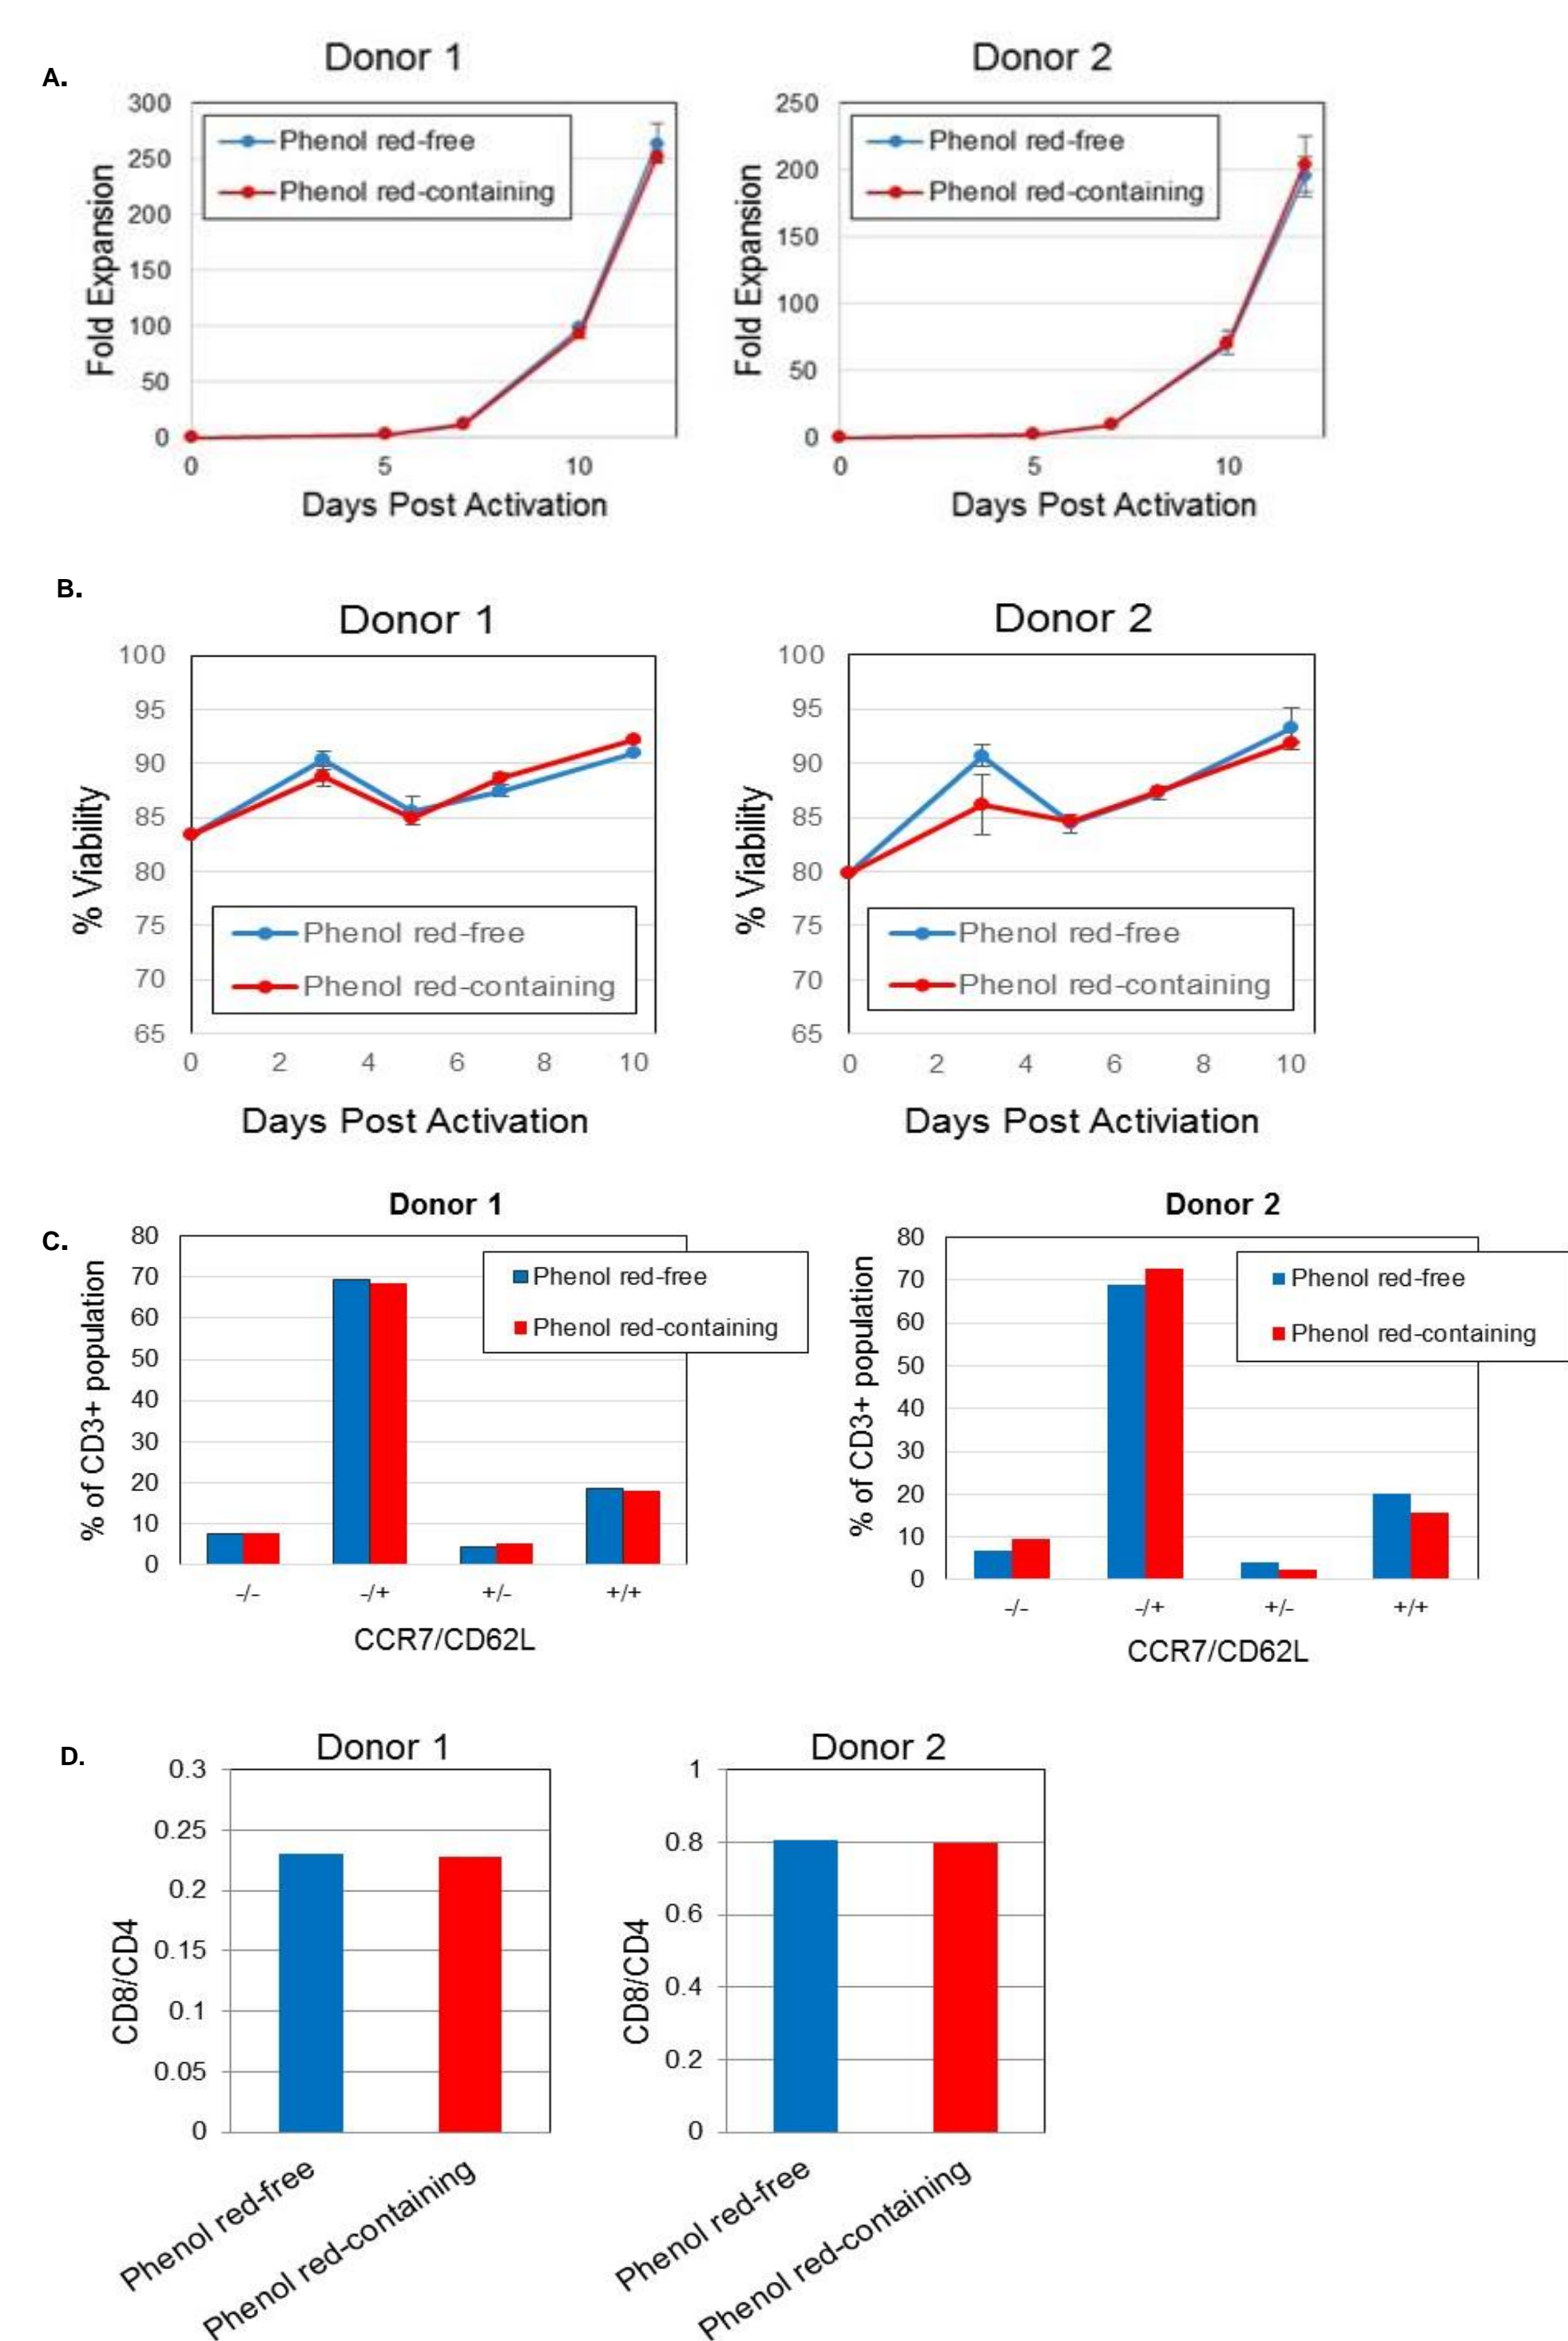 A.
Donor 1
300
250
200
150
100
50
0
Fold Expansion
Phenol red-free
Phenol red-containing
0 5 10
Days Post Activation
Donor 2
250
200
150
100
50
0
Fold Expansion
Phenol red-free
Phenol red-containing
0 5 10
Days Post Activation
B.
Donor 1
100
95
90
85
80
75
70
65
% Viability
Phenol red-free
Phenol red-containing
0 2 4 6 8 10
Days Post Activation
Donor 2
100
95
90
85
80
75
70
65
% Viability
Phenol red-free
Phenol red-containing
0 2 4 6 8 10
Days Post Activiation
C.
Donor 1
80
70
60
50
40
30
20
10
0
% of CD3+ population
Phenol red-free
Phenol red-containing
-/- -/+ +/- +/+
CCR7/CD62L
Donor 2
80
70
60
50
40
30
20
10
0
% of CD3+ population
Phenol red-free
Phenol red-containing
-/- -/+ +/- +/+
CCR7/CD62L
D.
Donor 1
0.3
0.25
0.2
0.15
0.1
0.05
0
CD8/CD4
Phenol red-free
Phenol red-containing
Donor 2
1
0.8
0.6
0.4
0.2
0
CD8/CD4
Phenol red-free
Phenol red-containing